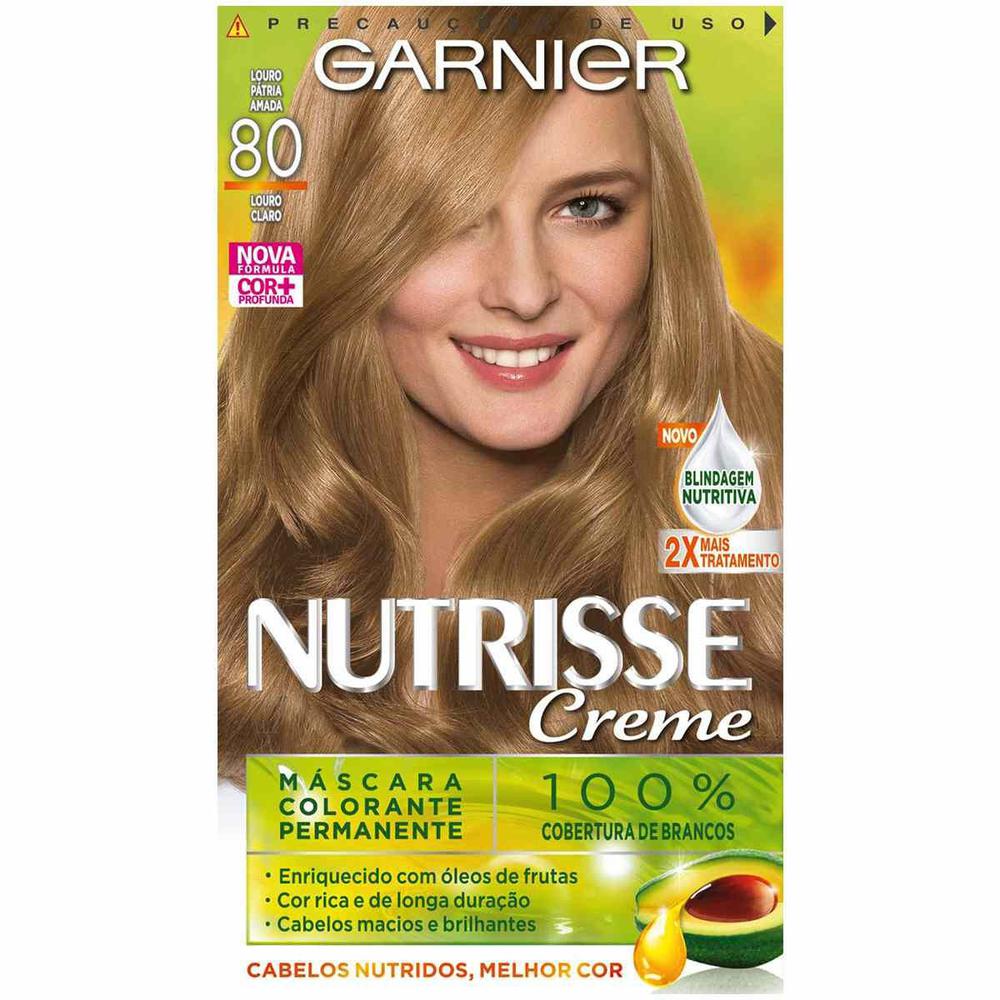 PRECAUÇÕES DE USO
GARNIER
LOURO
PÁTRIA
AMADA
80
LOURO
CLARO
NOVA
FÓRMULA
COR+
PROFUNDA
NOVO
BLINDAGEM
NUTRITIVA
2X MAIS
TRATAMENTO
NUTRISSE
Creme
MÁSCARA
COLORANTE
PERMANENTE
100%
COBERTURA DE BRANCOS
• Enriquecido com óleos de frutas
• Cor rica e de longa duração
• Cabelos macios e brilhantes
CABELOS NUTRIDOS, MELHOR COR